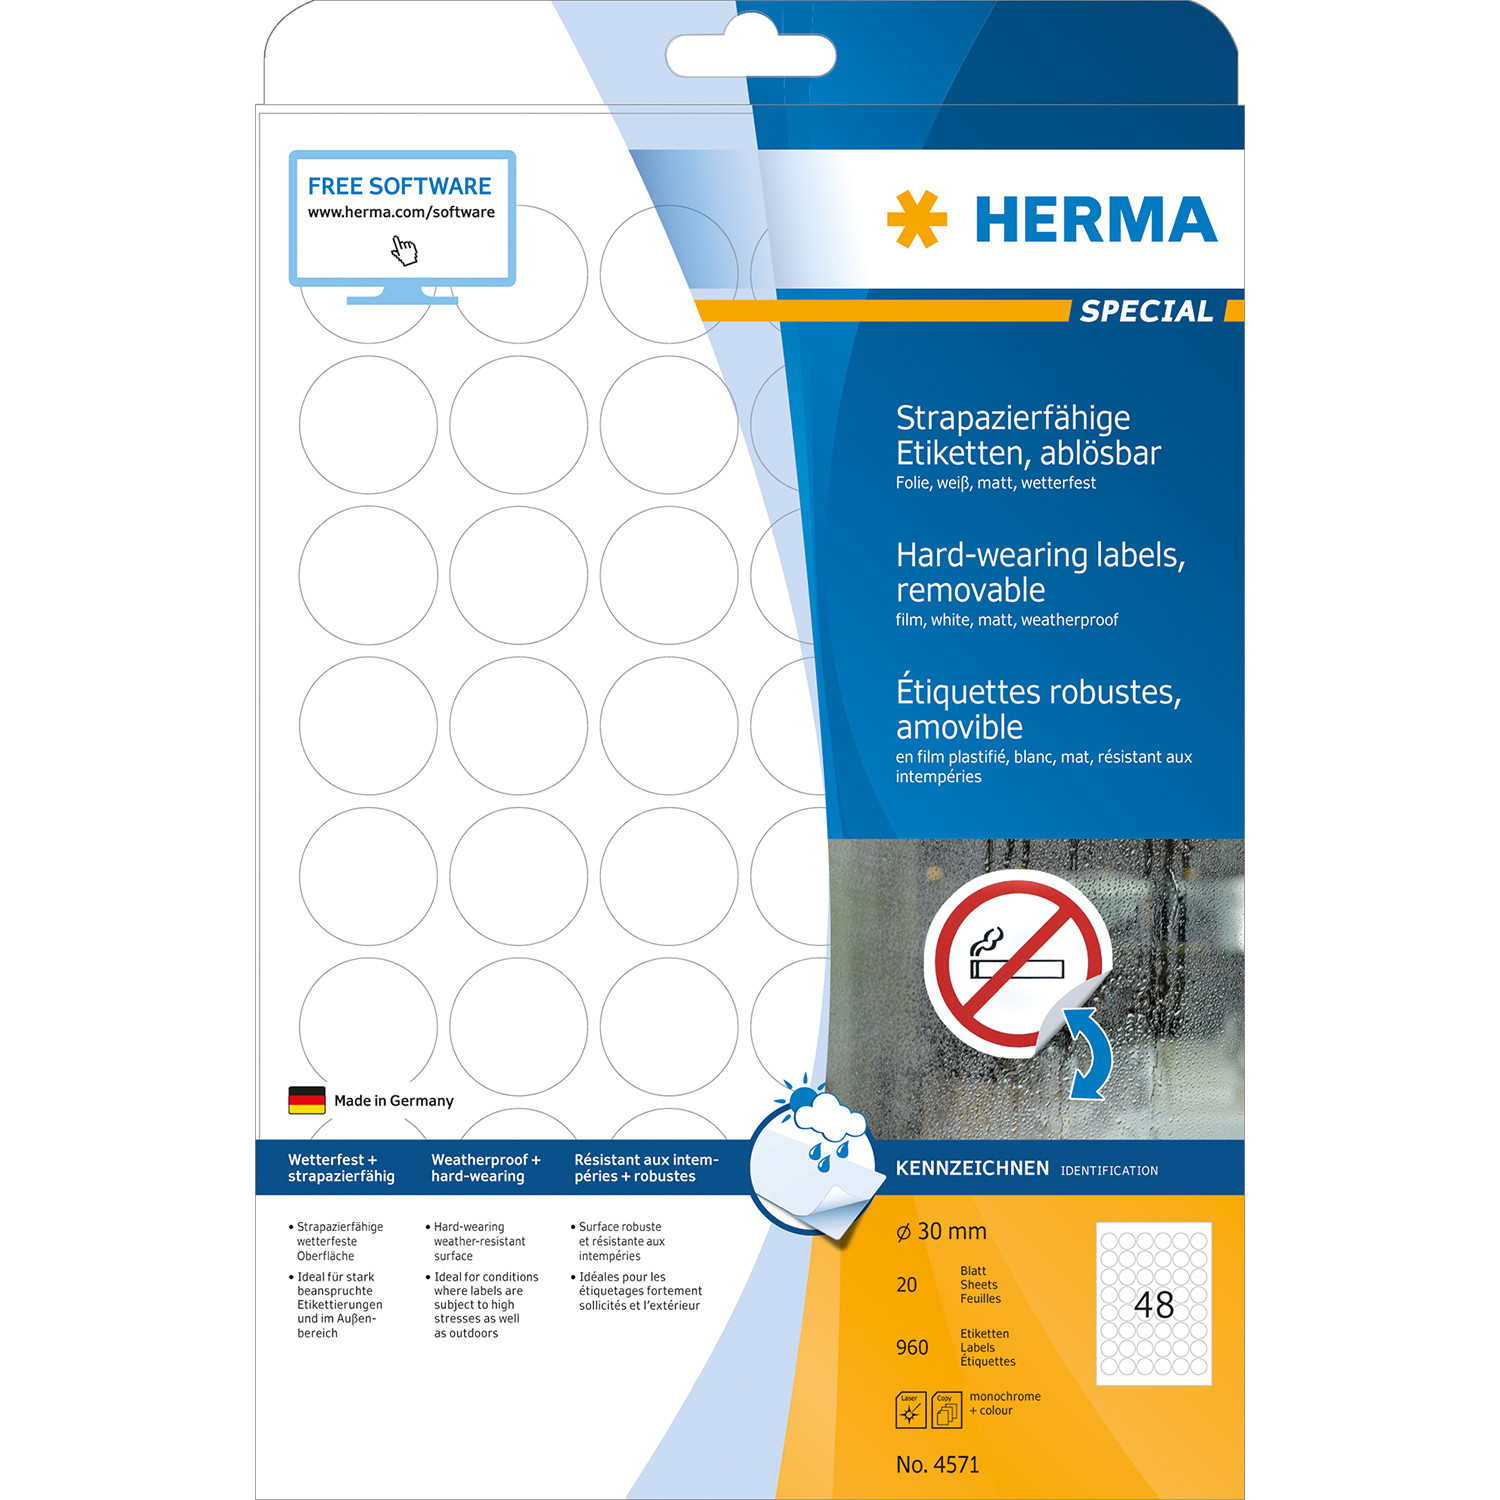 FREE SOFTWARE
www.herma.com/software
HERMA
SPECIAL
Strapazierfähige
Etiketten, ablösbar
Folie, weiß, matt, wetterfest
Hard-wearing labels,
removable
film, white, matt, weatherproof
Étiquettes robustes,
amovible
en film plastifié, blanc, mat, résistant aux
intempéries
Made in Germany
Wetterfest +
strapazierfähig
Weatherproof +
hard-wearing
Résistant aux intem-
péries + robustes
KENNZEICHNEN IDENTIFICATION
• Strapazierfähige
wetterfeste
Oberfläche
• Ideal für stark
beanspruchte
Etikettierungen
und im Außen-
bereich
• Hard-wearing
weather-resistant
surface
• Ideal for conditions
where labels are
subject to high
stresses as well
as outdoors
• Surface robuste
et résistante aux
intempéries
• Idéales pour les
étiquetages fortement
sollicités et l'extérieur
ø 30 mm
20
Blatt
Sheets
Feuilles
960
Etiketten
Labels
Étiquettes
48
Laser
Copy
monochrome
+ colour
No. 4571